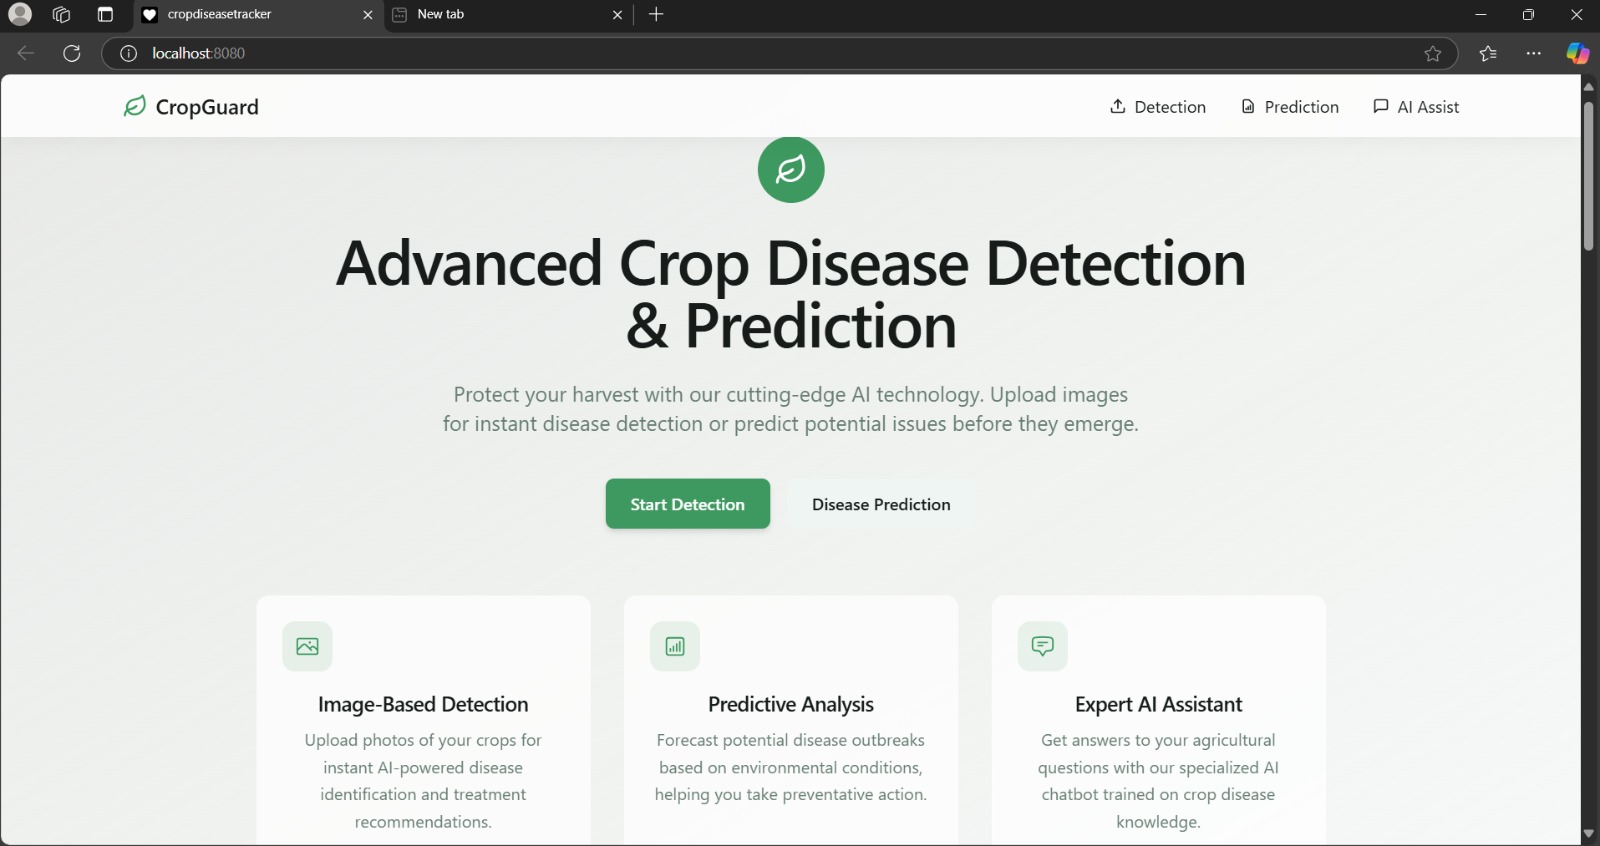 cropdiseasetracker
New tab
localhost:8080
CropGuard
Detection
Prediction
AI Assist
Advanced Crop Disease Detection
& Prediction
Protect your harvest with our cutting-edge AI technology. Upload images
for instant disease detection or predict potential issues before they emerge.
Start Detection
Disease Prediction
Image-Based Detection
Upload photos of your crops for
instant AI-powered disease
identification and treatment
recommendations.
Predictive Analysis
Forecast potential disease outbreaks
based on environmental conditions,
helping you take preventative action.
Expert AI Assistant
Get answers to your agricultural
questions with our specialized AI
chatbot trained on crop disease
knowledge.